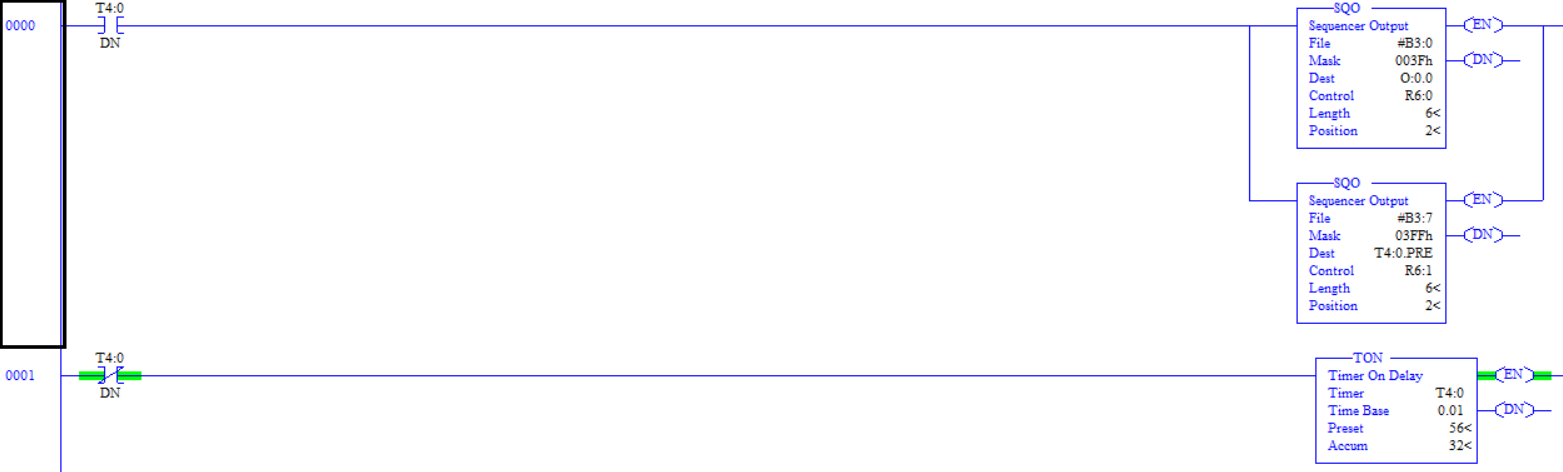 T4:0
0000
DN
SQO
Sequencer Output
File #B3:0
Mask 003Fh
Dest O:0.0
Control R6:0
Length 6<
Position 2<
EN
DN
SQO
Sequencer Output
File #B3:7
Mask 03FFh
Dest T4:0.PRE
Control R6:1
Length 6<
Position 2<
EN
DN
T4:0
0001
DN
TON
Timer On Delay
Timer T4:0
Time Base 0.01
Preset 56<
Accum 32<
EN
DN